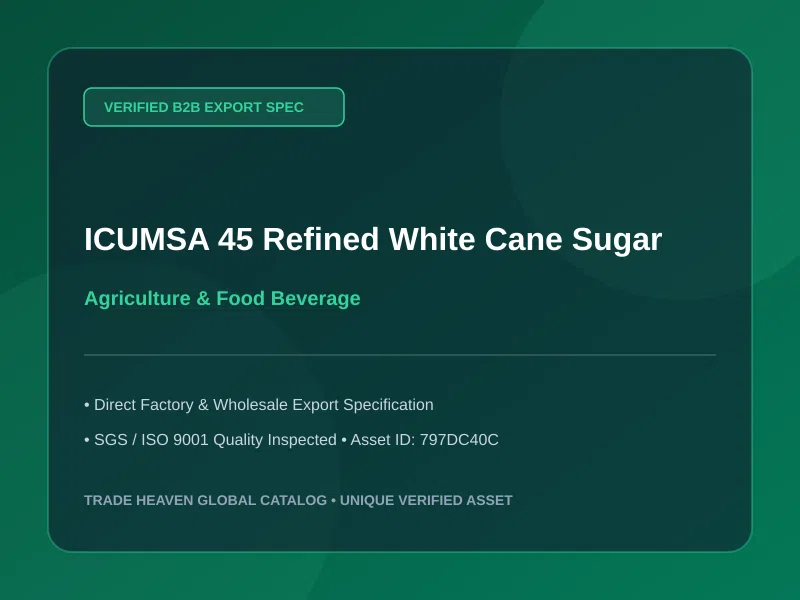 VERIFIED B2B EXPORT SPEC
ICUMSA 45 Refined White Cane Sugar
Agriculture & Food Beverage
• Direct Factory & Wholesale Export Specification
• SGS / ISO 9001 Quality Inspected • Asset ID: 797DC40C
TRADE HEAVEN GLOBAL CATALOG • UNIQUE VERIFIED ASSET